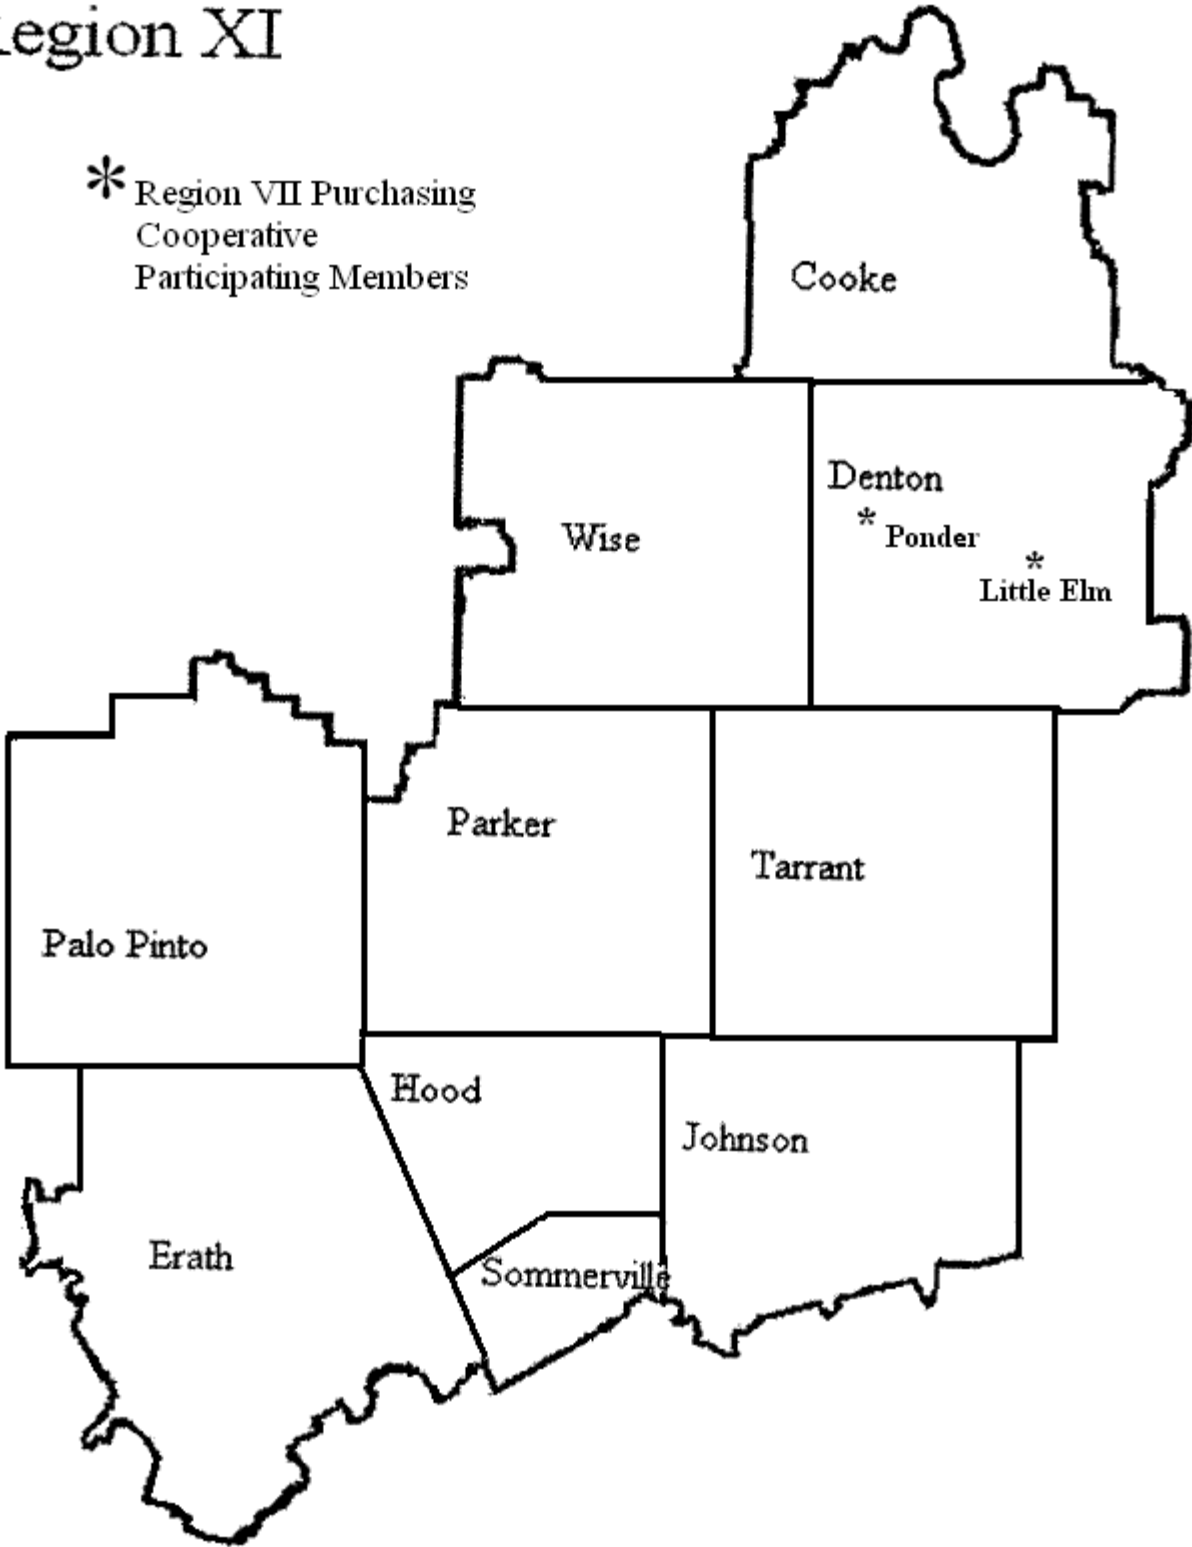 Region XI
* Region VII Purchasing
Cooperative
Participating Members
Cooke
Denton
*
Ponder
Wise
*
Little Elm
Parker
Tarrant
Palo Pinto
Hood
Johnson
Erath
Sommerville